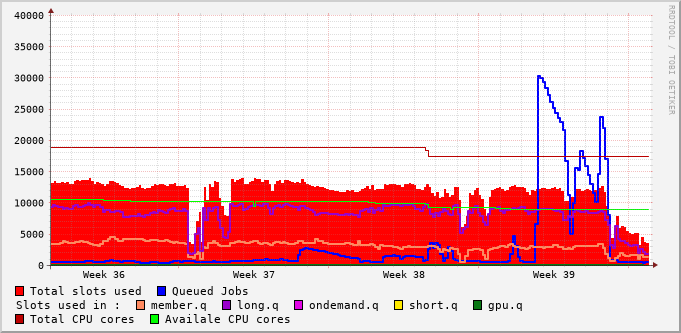 RRDTOOL / TOBI OETIKER
40000
35000
30000
25000
20000
15000
10000
5000
0
Week 36 Week 37 Week 38 Week 39
Total slots used Queued Jobs
Slots used in : member.q long.q ondemand.q short.q gpu.q
Total CPU cores Availale CPU cores